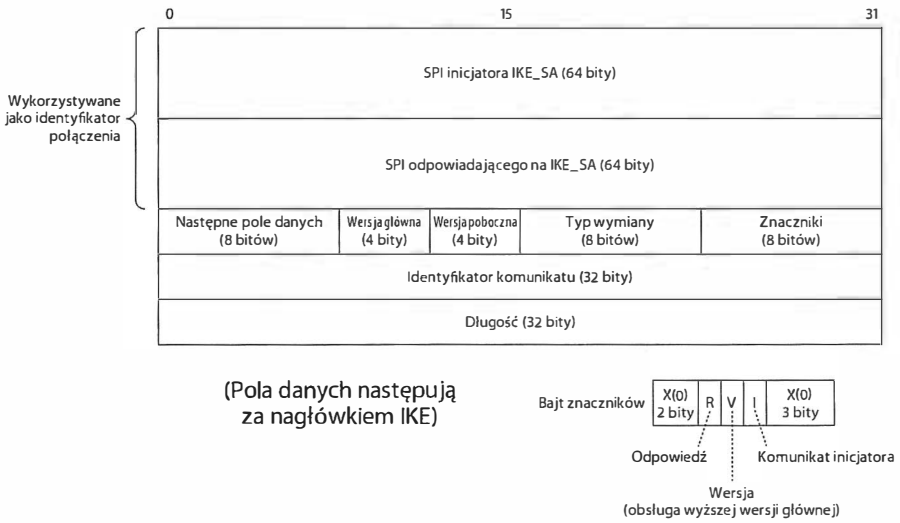 0 15 31
Wykorzystywane
jako identyfikator
połączenia
SPI inicjatora IKE_SA (64 bity)
SPI odpowiadającego na IKE_SA (64 bity)
Następne pole danych
(8 bitów)
Wersja główna
(4 bity)
Wersja poboczna
(4 bity)
Typ wymiany
(8 bitów)
Znaczniki
(8 bitów)
Identyfikator komunikatu (32 bity)
Długość (32 bity)
(Pola danych następują
za nagłówkiem IKE)
Bajt znaczników
X(0)
2 bity
R
V
I
X(0)
3 bity
Odpowiedź
Komunikat inicjatora
Wersja
(obsługa wyższej wersji głównej)